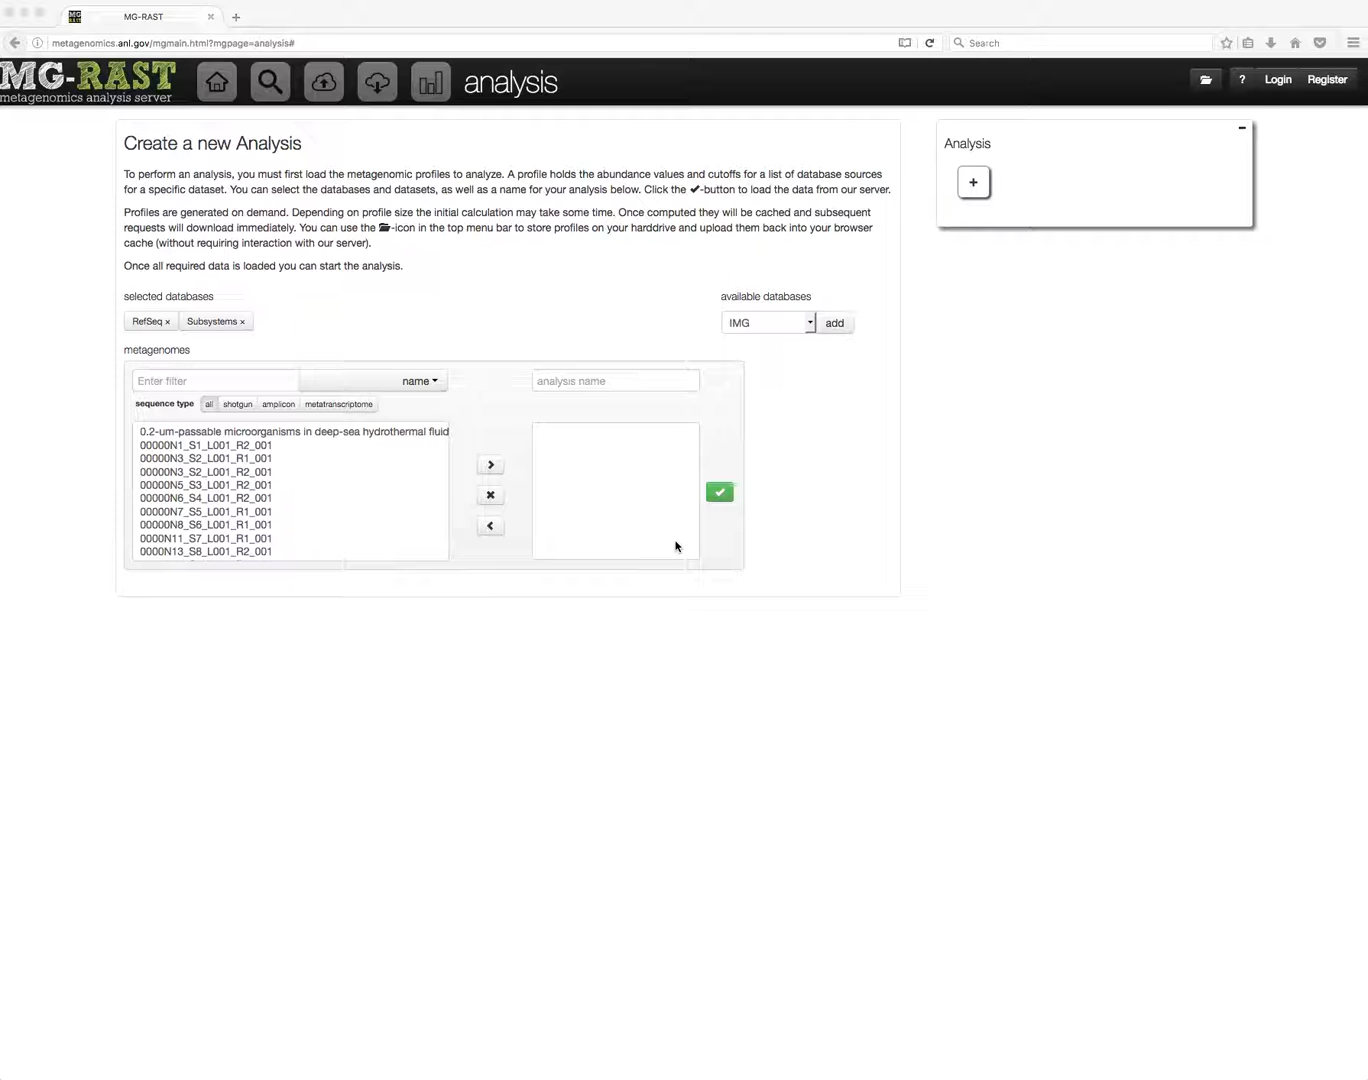 MG-RAST
metagenomics.anl.gov/mgmain.html?mgpage=analysis#
Search
MG-RAST
metagenomics analysis server
analysis
?
Login
Register
Create a new Analysis
To perform an analysis, you must first load the metagenomic profiles to analyze. A profile holds the abundance values and cutoffs for a list of database sources
for a specific dataset. You can select the databases and datasets, as well as a name for your analysis below. Click the ✔-button to load the data from our server.
Profiles are generated on demand. Depending on profile size the initial calculation may take some time. Once computed they will be cached and subsequent
requests will download immediately. You can use the -icon in the top menu bar to store profiles on your harddrive and upload them back into your browser
cache (without requiring interaction with our server).
Once all required data is loaded you can start the analysis.
selected databases
available databases
RefSeq × Subsystems ×
IMG add
metagenomes
Enter filter name analysis name
sequence type all shotgun amplicon metatranscriptome
0.2-um-passable microorganisms in deep-sea hydrothermal fluid
00000N1_S1_L001_R2_001
00000N3_S2_L001_R1_001
00000N3_S2_L001_R2_001
00000N5_S3_L001_R2_001
00000N6_S4_L001_R2_001
00000N7_S5_L001_R1_001
00000N8_S6_L001_R1_001
0000N11_S7_L001_R1_001
0000N13_S8_L001_R2_001
Analysis
+